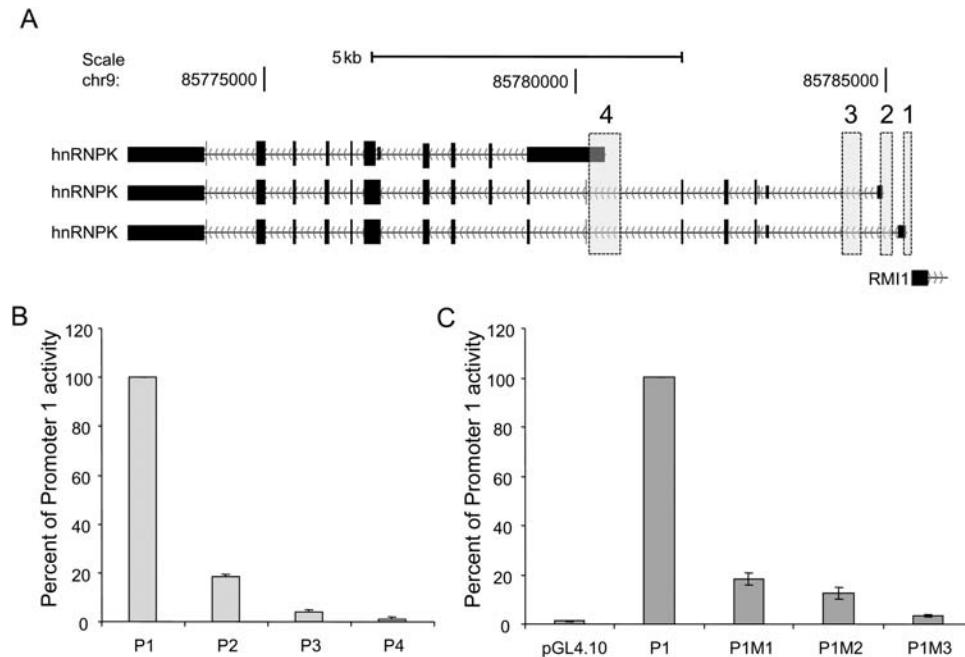 A
Scale
5 kb
chr9:
85775000
85780000
85785000
4
3
2
1
hnRNPK
hnRNPK
hnRNPK
RMI1
B
Percent of Promoter 1 activity
120
100
80
60
40
20
0
P1
P2
P3
P4
C
Percent of Promoter 1 activity
120
100
80
60
40
20
0
pGL4.10
P1
P1M1
P1M2
P1M3